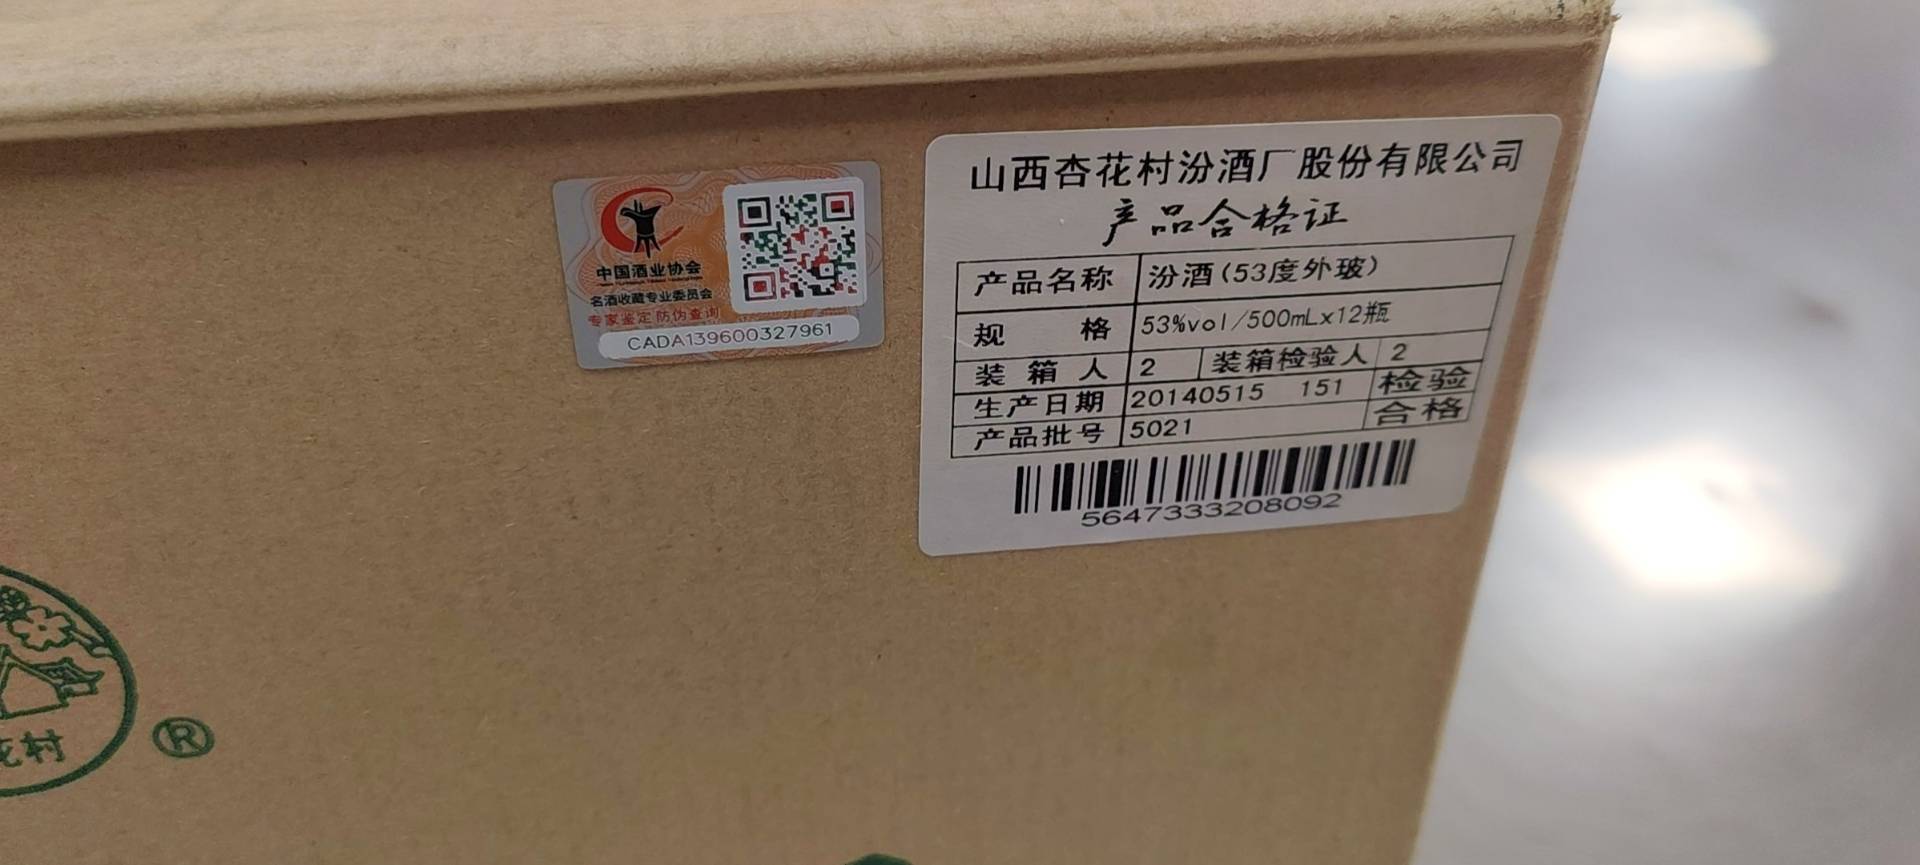 中国酒业协会
名酒收藏专业委员会
专家鉴定 防伪查询
CADA139600327961
山西杏花村汾酒厂股份有限公司
产品合格证
产品名称 汾酒(53度外玻)
规格 53%vol/500mLx12瓶
装箱人 2 装箱检验人 2
生产日期 20140515 151 检验
产品批号 5021 合格
5647333208092
花村
®